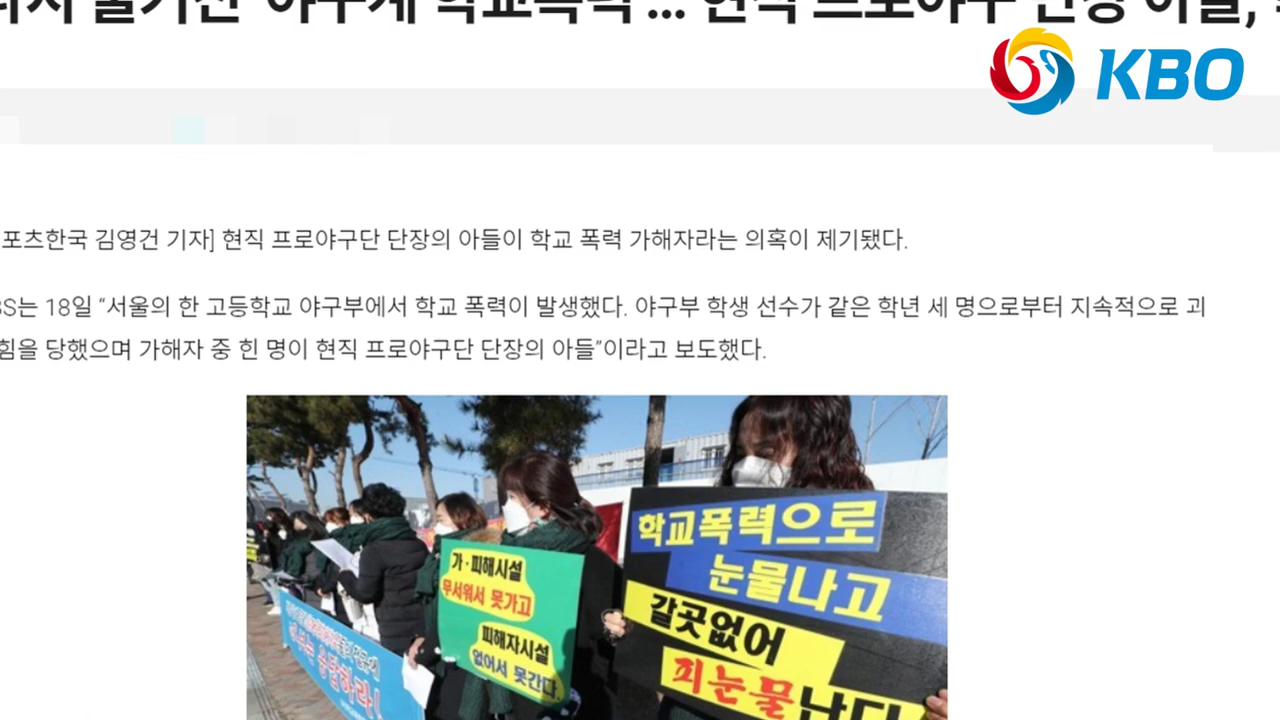 야구계 학교폭력'... 현직 프로야구 단장 아들,
KBO
포츠한국 김영건 기자] 현직 프로야구단 단장의 아들이 학교 폭력 가해자라는 의혹이 제기됐다.
BS는 18일 “서울의 한 고등학교 야구부에서 학교 폭력이 발생했다. 야구부 학생 선수가 같은 학년 세 명으로부터 지속적으로 괴
힘을 당했으며 가해자 중 힌 명이 현직 프로야구단 단장의 아들”이라고 보도했다.
가·피해시설
무서워서 못가고
피해자시설
없어서 못간다.
학교폭력으로
눈물나고
갈곳없어
피눈물난다
응답하라!